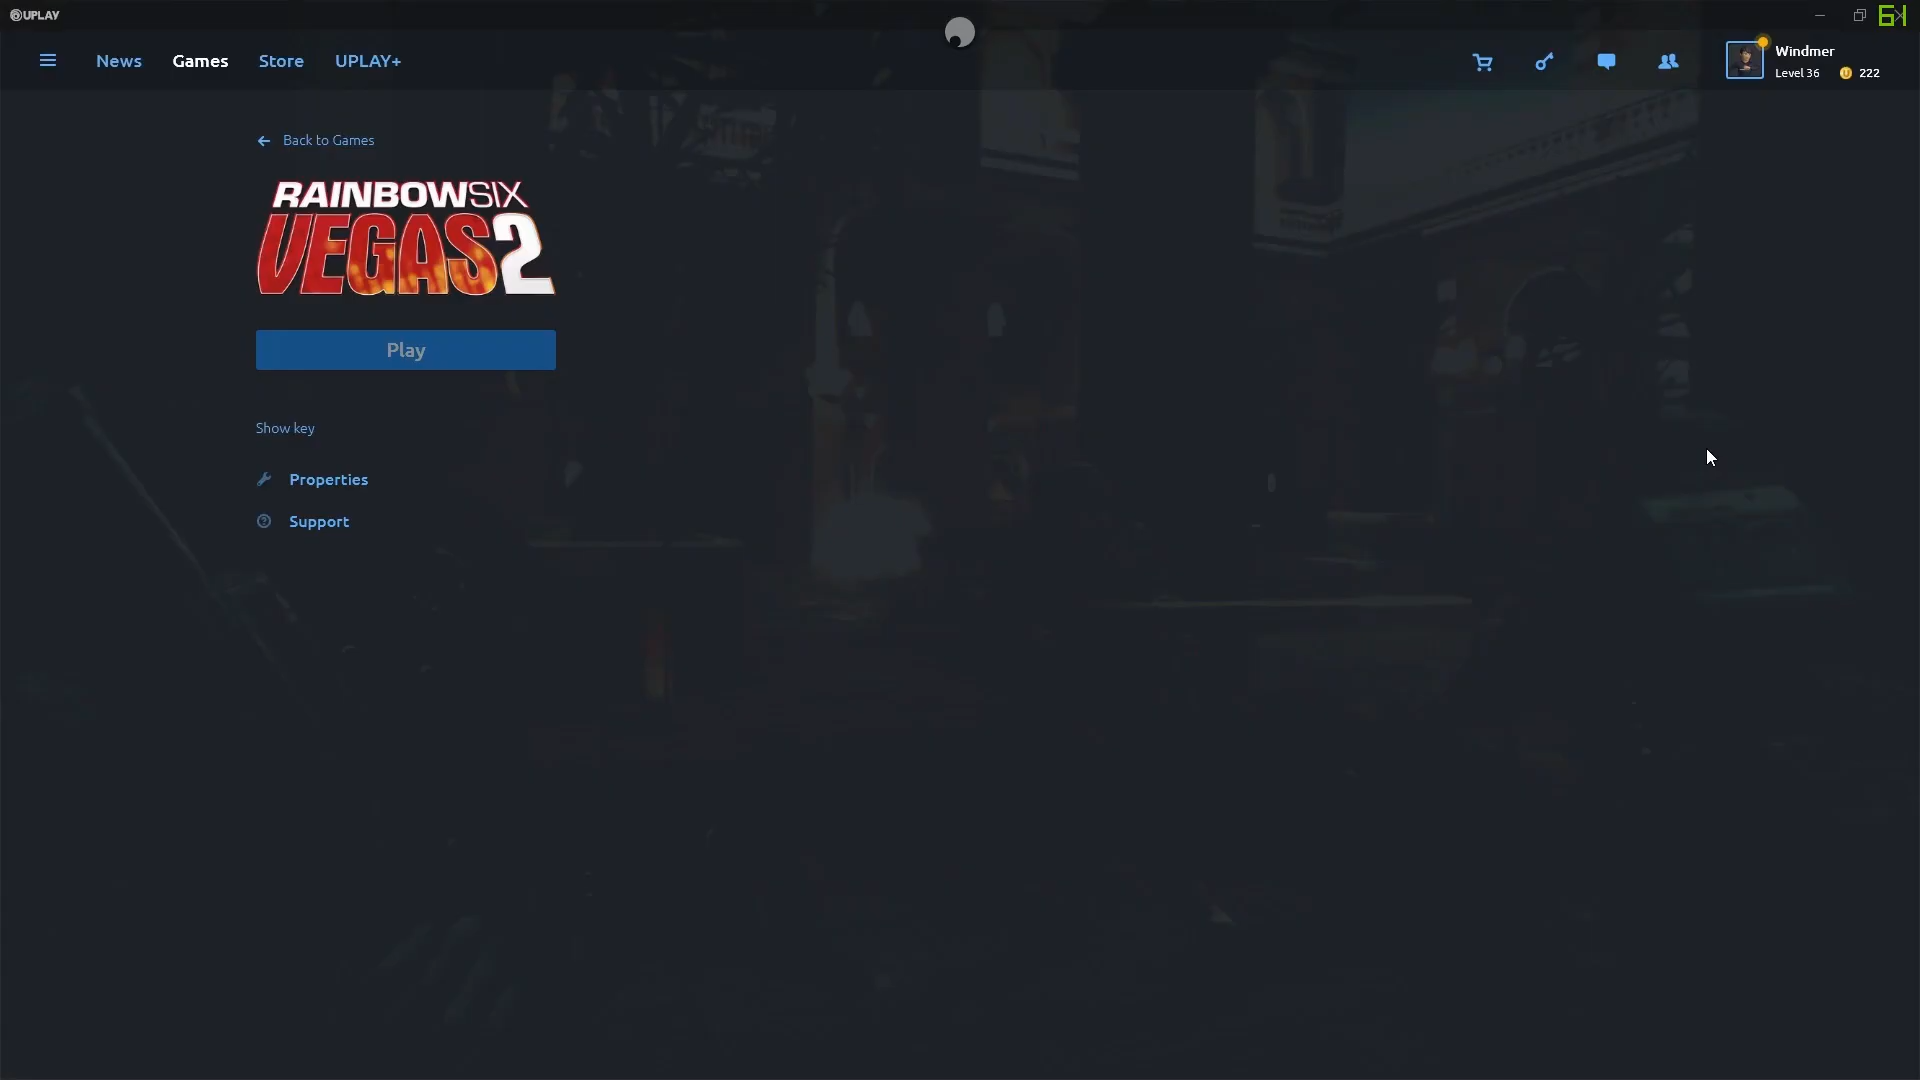 UPLAY
61
News Games Store UPLAY+
Windmer
Level 36 222
Back to Games
RAINBOWSIX
VEGAS2
Play
Show key
Properties
Support